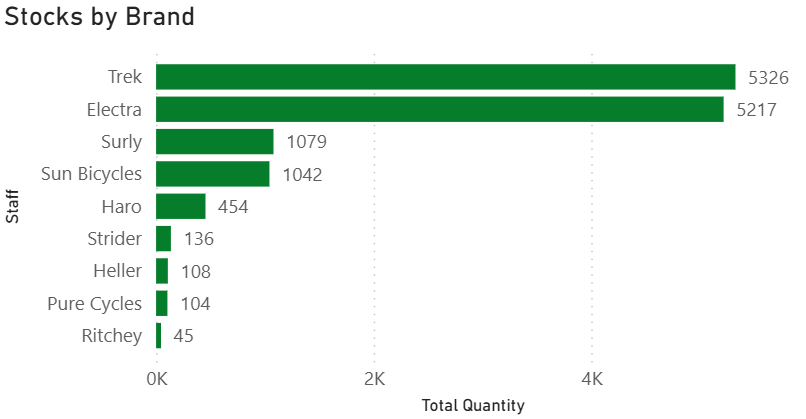 Stocks by Brand
Staff
Trek 5326
Electra 5217
Surly 1079
Sun Bicycles 1042
Haro 454
Strider 136
Heller 108
Pure Cycles 104
Ritchey 45
0K 2K 4K
Total Quantity